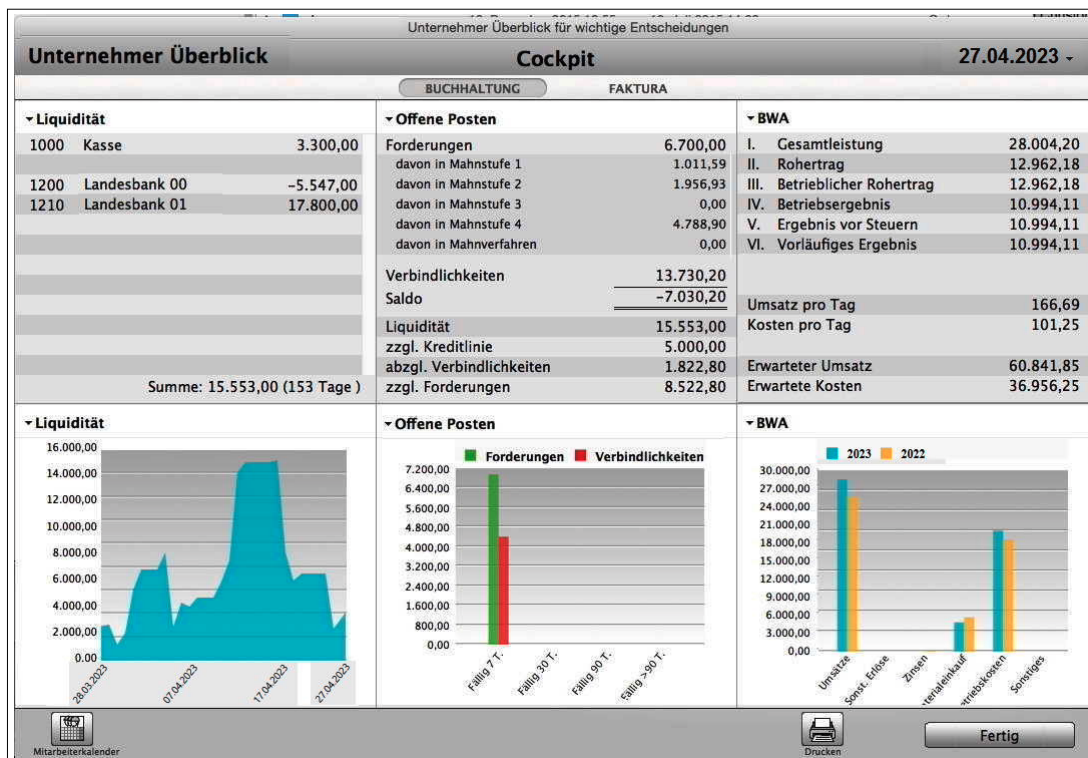 Unternehmer Überblick für wichtige Entscheidungen
Unternehmer Überblick Cockpit 27.04.2023
BUCHHALTUNG FAKTURA
Liquidität
1000 Kasse 3.300,00
1200 Landesbank 00 -5.547,00
1210 Landesbank 01 17.800,00
Summe: 15.553,00 (153 Tage )
Offene Posten
Forderungen 6.700,00
davon in Mahnstufe 1 1.011,59
davon in Mahnstufe 2 1.956,93
davon in Mahnstufe 3 0,00
davon in Mahnstufe 4 4.788,90
davon in Mahnverfahren 0,00
Verbindlichkeiten 13.730,20
Saldo -7.030,20
Liquidität 15.553,00
zzgl. Kreditlinie 5.000,00
abzgl. Verbindlichkeiten 1.822,80
zzgl. Forderungen 8.522,80
BWA
I. Gesamtleistung 28.004,20
II. Rohertrag 12.962,18
III. Betrieblicher Rohertrag 12.962,18
IV. Betriebsergebnis 10.994,11
V. Ergebnis vor Steuern 10.994,11
VI. Vorläufiges Ergebnis 10.994,11
Umsatz pro Tag 166,69
Kosten pro Tag 101,25
Erwarteter Umsatz 60.841,85
Erwartete Kosten 36.956,25
Liquidität
16.000,00
14.000,00
12.000,00
10.000,00
8.000,00
6.000,00
4.000,00
2.000,00
0.00
28.03.2023 07.04.2023 17.04.2023 27.04.2023
Offene Posten
Forderungen Verbindlichkeiten
7.200,00
6.400,00
5.600,00
4.800,00
4.000,00
3.200,00
2.400,00
1.600,00
800,00
0,00
Fällig 7 T. Fällig 30 T. Fällig 90 T. Fällig >90 T.
BWA
2023 2022
30.000,00
27.000,00
24.000,00
21.000,00
18.000,00
15.000,00
12.000,00
9.000,00
6.000,00
3.000,00
0,00
Umsätze Sonst. Erlöse Zinsen aterialeinkauf etriebskosten Sonstiges
Mitarbeiterkalender Drucken Fertig